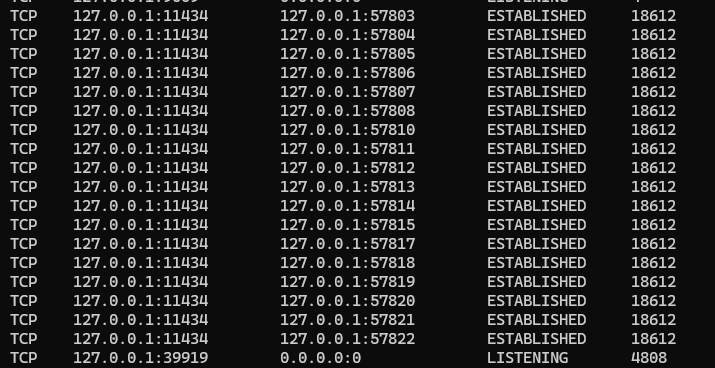 TCP 127.0.0.1:11434 127.0.0.1:57803 ESTABLISHED 18612
TCP 127.0.0.1:11434 127.0.0.1:57804 ESTABLISHED 18612
TCP 127.0.0.1:11434 127.0.0.1:57805 ESTABLISHED 18612
TCP 127.0.0.1:11434 127.0.0.1:57806 ESTABLISHED 18612
TCP 127.0.0.1:11434 127.0.0.1:57807 ESTABLISHED 18612
TCP 127.0.0.1:11434 127.0.0.1:57808 ESTABLISHED 18612
TCP 127.0.0.1:11434 127.0.0.1:57810 ESTABLISHED 18612
TCP 127.0.0.1:11434 127.0.0.1:57811 ESTABLISHED 18612
TCP 127.0.0.1:11434 127.0.0.1:57812 ESTABLISHED 18612
TCP 127.0.0.1:11434 127.0.0.1:57813 ESTABLISHED 18612
TCP 127.0.0.1:11434 127.0.0.1:57814 ESTABLISHED 18612
TCP 127.0.0.1:11434 127.0.0.1:57815 ESTABLISHED 18612
TCP 127.0.0.1:11434 127.0.0.1:57817 ESTABLISHED 18612
TCP 127.0.0.1:11434 127.0.0.1:57818 ESTABLISHED 18612
TCP 127.0.0.1:11434 127.0.0.1:57819 ESTABLISHED 18612
TCP 127.0.0.1:11434 127.0.0.1:57820 ESTABLISHED 18612
TCP 127.0.0.1:11434 127.0.0.1:57821 ESTABLISHED 18612
TCP 127.0.0.1:11434 127.0.0.1:57822 ESTABLISHED 18612
TCP 127.0.0.1:39919 0.0.0.0:0 LISTENING 4808